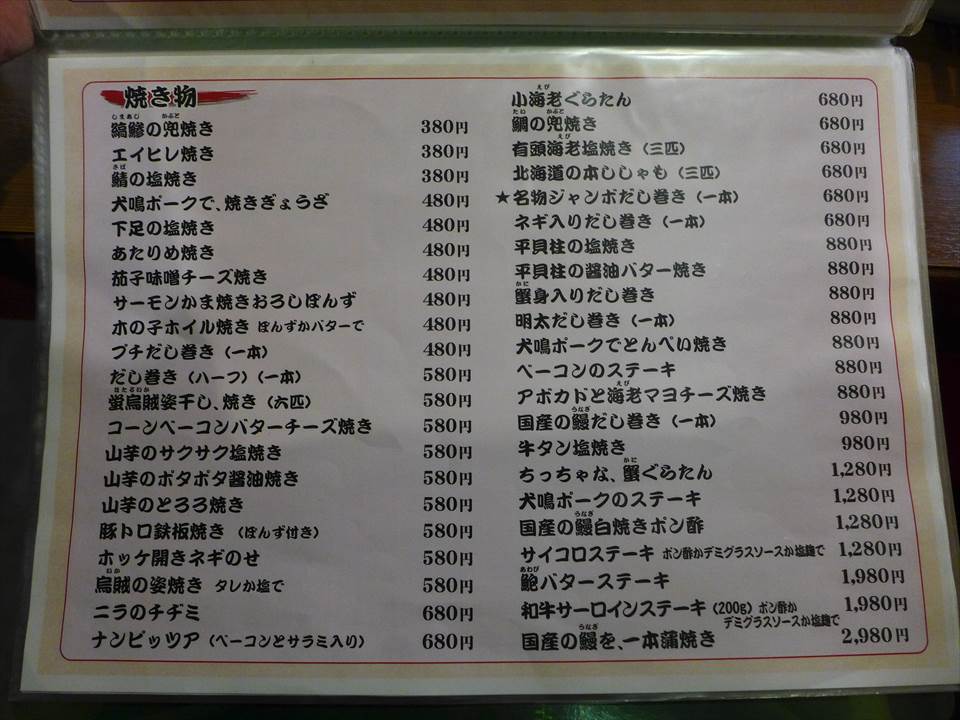 焼き物
縞鯵の兜焼き 380円
エイヒレ焼き 380円
鯖の塩焼き 380円
犬鳴ポークで、焼きぎょうざ 480円
下足の塩焼き 480円
あたりめ焼き 480円
茄子味噌チーズ焼き 480円
サーモンかま焼きおろしぽんず 480円
木の子ホイル焼き ぽんずかバターで 480円
プチだし巻き（一本） 480円
だし巻き（ハーフ）（一本） 580円
蛍烏賊姿干し、焼き（六匹） 580円
コーンベーコンバターチーズ焼き 580円
山芋のサクサク塩焼き 580円
山芋のボタボタ醤油焼き 580円
山芋のとろろ焼き 580円
豚トロ鉄板焼き（ぽんず付き） 580円
ホッケ開きネギのせ 580円
烏賊の姿焼き タレか塩で 580円
ニラのチヂミ 680円
ナンピッツア（ベーコンとサラミ入り） 680円
小海老ぐらたん 680円
鯛の兜焼き 680円
有頭海老塩焼き（三匹） 680円
北海道の本ししゃも（三匹） 680円
★名物ジャンボだし巻き（一本） 680円
ネギ入りだし巻き（一本） 680円
平貝柱の塩焼き 880円
平貝柱の醤油バター焼き 880円
蟹身入りだし巻き 880円
明太だし巻き（一本） 880円
犬鳴ポークでとんぺい焼き 880円
ベーコンのステーキ 880円
アボカドと海老マヨチーズ焼き 880円
国産の鰻だし巻き（一本） 980円
牛タン塩焼き 980円
ちっちゃな、蟹ぐらたん 1,280円
犬鳴ポークのステーキ 1,280円
国産の鰻白焼きポン酢 1,280円
サイコロステーキ ポン酢かデミグラスソースか塩麹で 1,280円
鮑バターステーキ 1,980円
和牛サーロインステーキ（200g）ポン酢か 1,980円
デミグラスソースか塩麹で
国産の鰻を、一本蒲焼き 2,980円